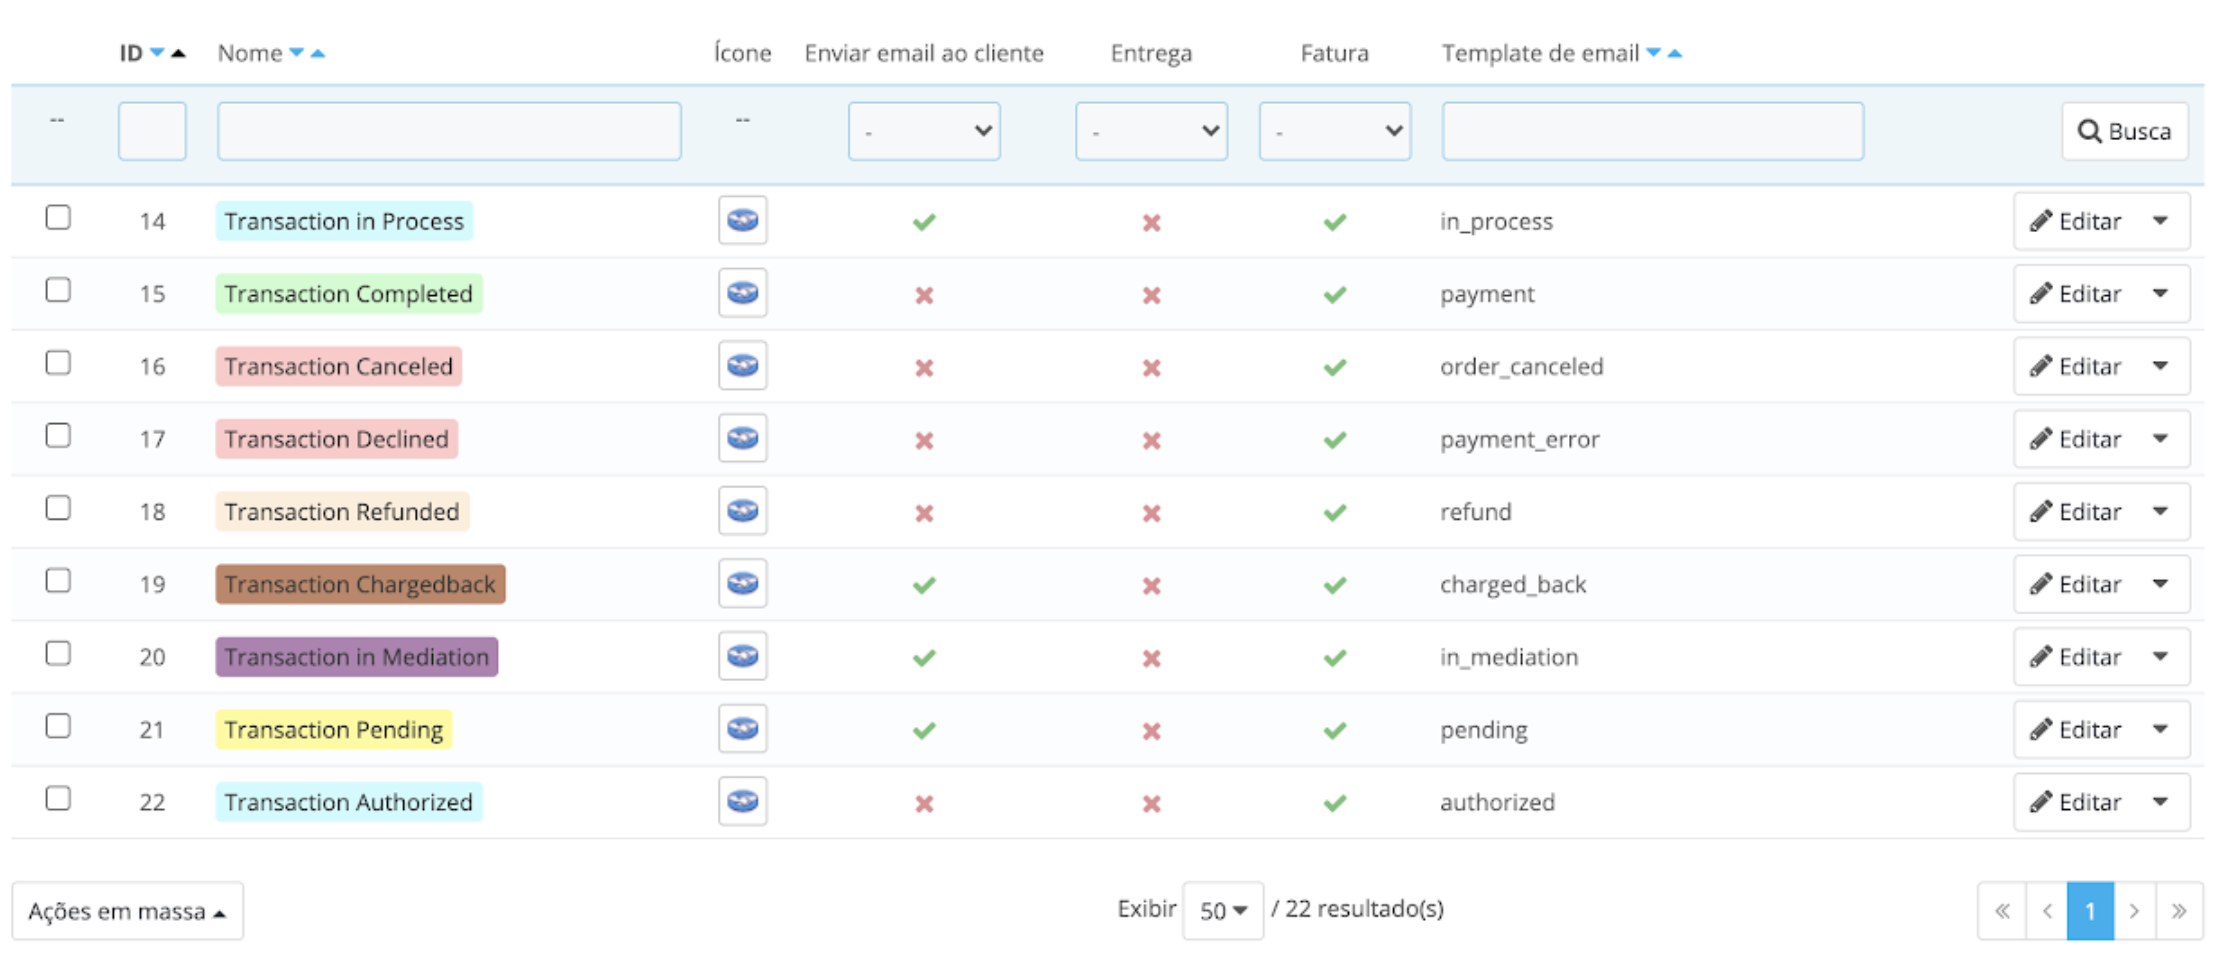 ID Nome Ícone Enviar email ao cliente Entrega Fatura Template de email
-- -- - - - Busca
14 Transaction in Process in_process Editar
15 Transaction Completed payment Editar
16 Transaction Canceled order_canceled Editar
17 Transaction Declined payment_error Editar
18 Transaction Refunded refund Editar
19 Transaction Chargedback charged_back Editar
20 Transaction in Mediation in_mediation Editar
21 Transaction Pending pending Editar
22 Transaction Authorized authorized Editar
Ações em massa Exibir 50 / 22 resultado(s) « < 1 > »